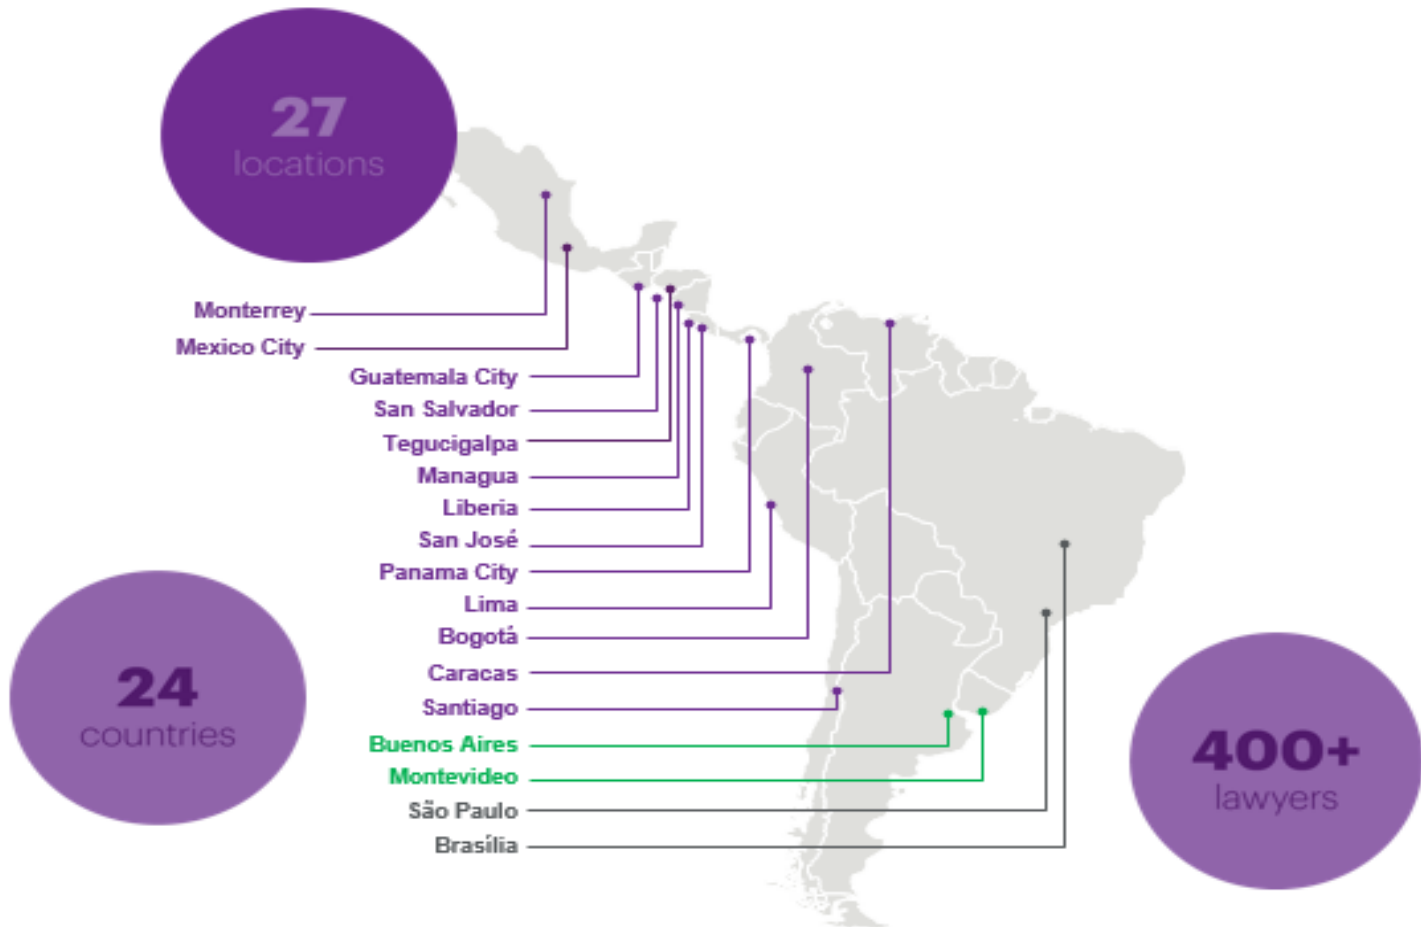 27
locations
Monterrey
Mexico City
Guatemala City
San Salvador
Tegucigalpa
Managua
Liberia
San José
Panama City
Lima
Bogotá
Caracas
Santiago
Buenos Aires
Montevideo
São Paulo
Brasília
24
countries
400+
lawyers